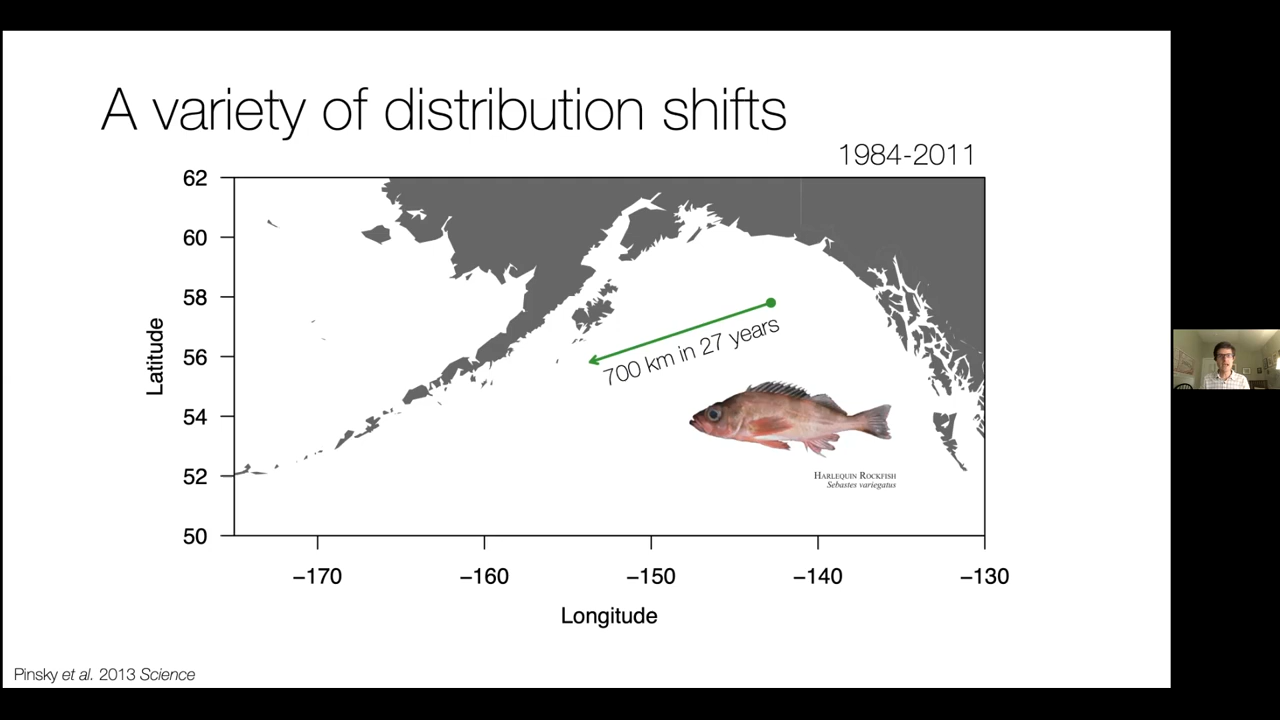 A variety of distribution shifts
1984-2011
62
60
58
56
54
52
50
Latitude
700 km in 27 years
HARLEQUIN ROCKFISH
Sebastes variegatus
−170
−160
−150
−140
−130
Longitude
Pinsky et al. 2013 Science